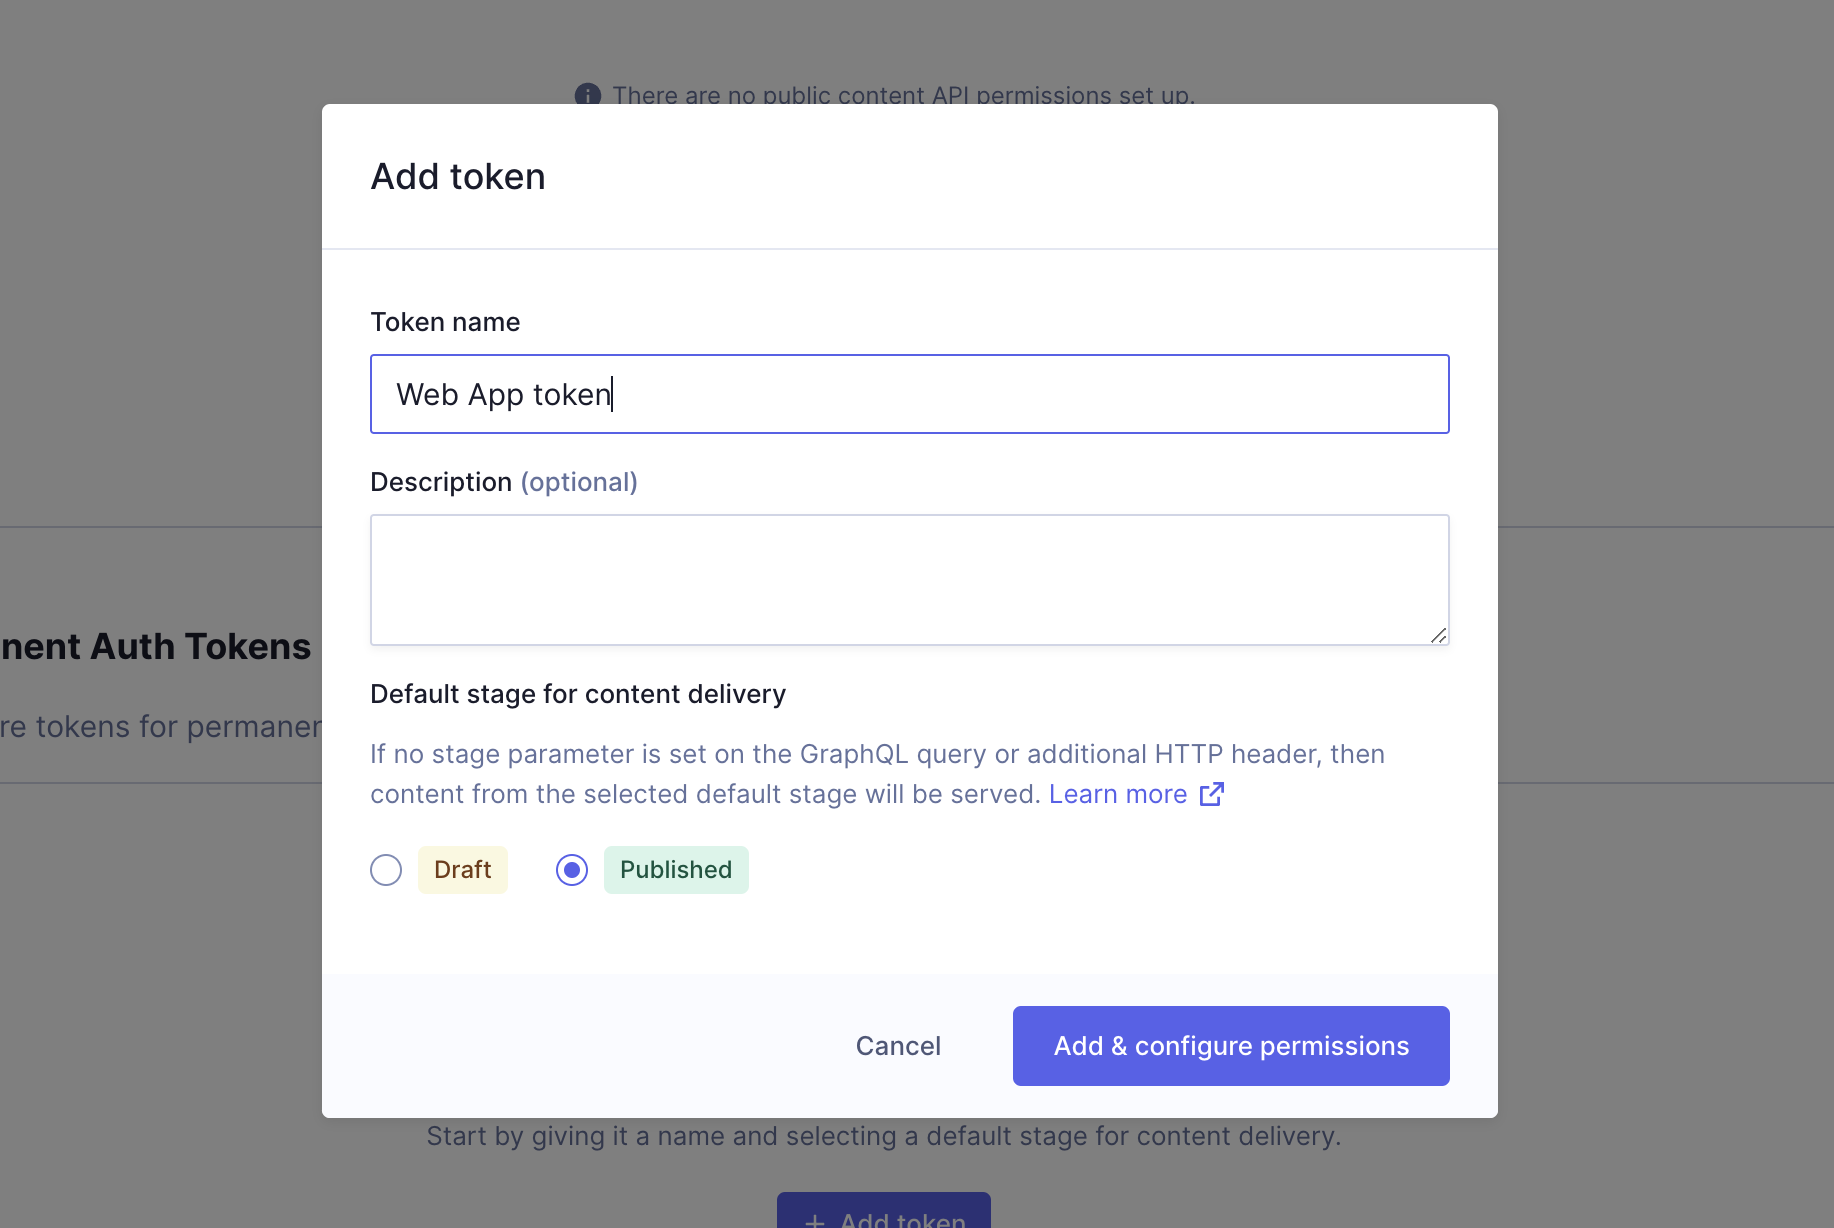 There are no public content API permissions set up.
Add token
Token name
Web App token
Description (optional)
nent Auth Tokens
re tokens for permanen
Default stage for content delivery
If no stage parameter is set on the GraphQL query or additional HTTP header, then
content from the selected default stage will be served. Learn more
Draft
Published
Cancel
Add & configure permissions
Start by giving it a name and selecting a default stage for content delivery.
+ Add token